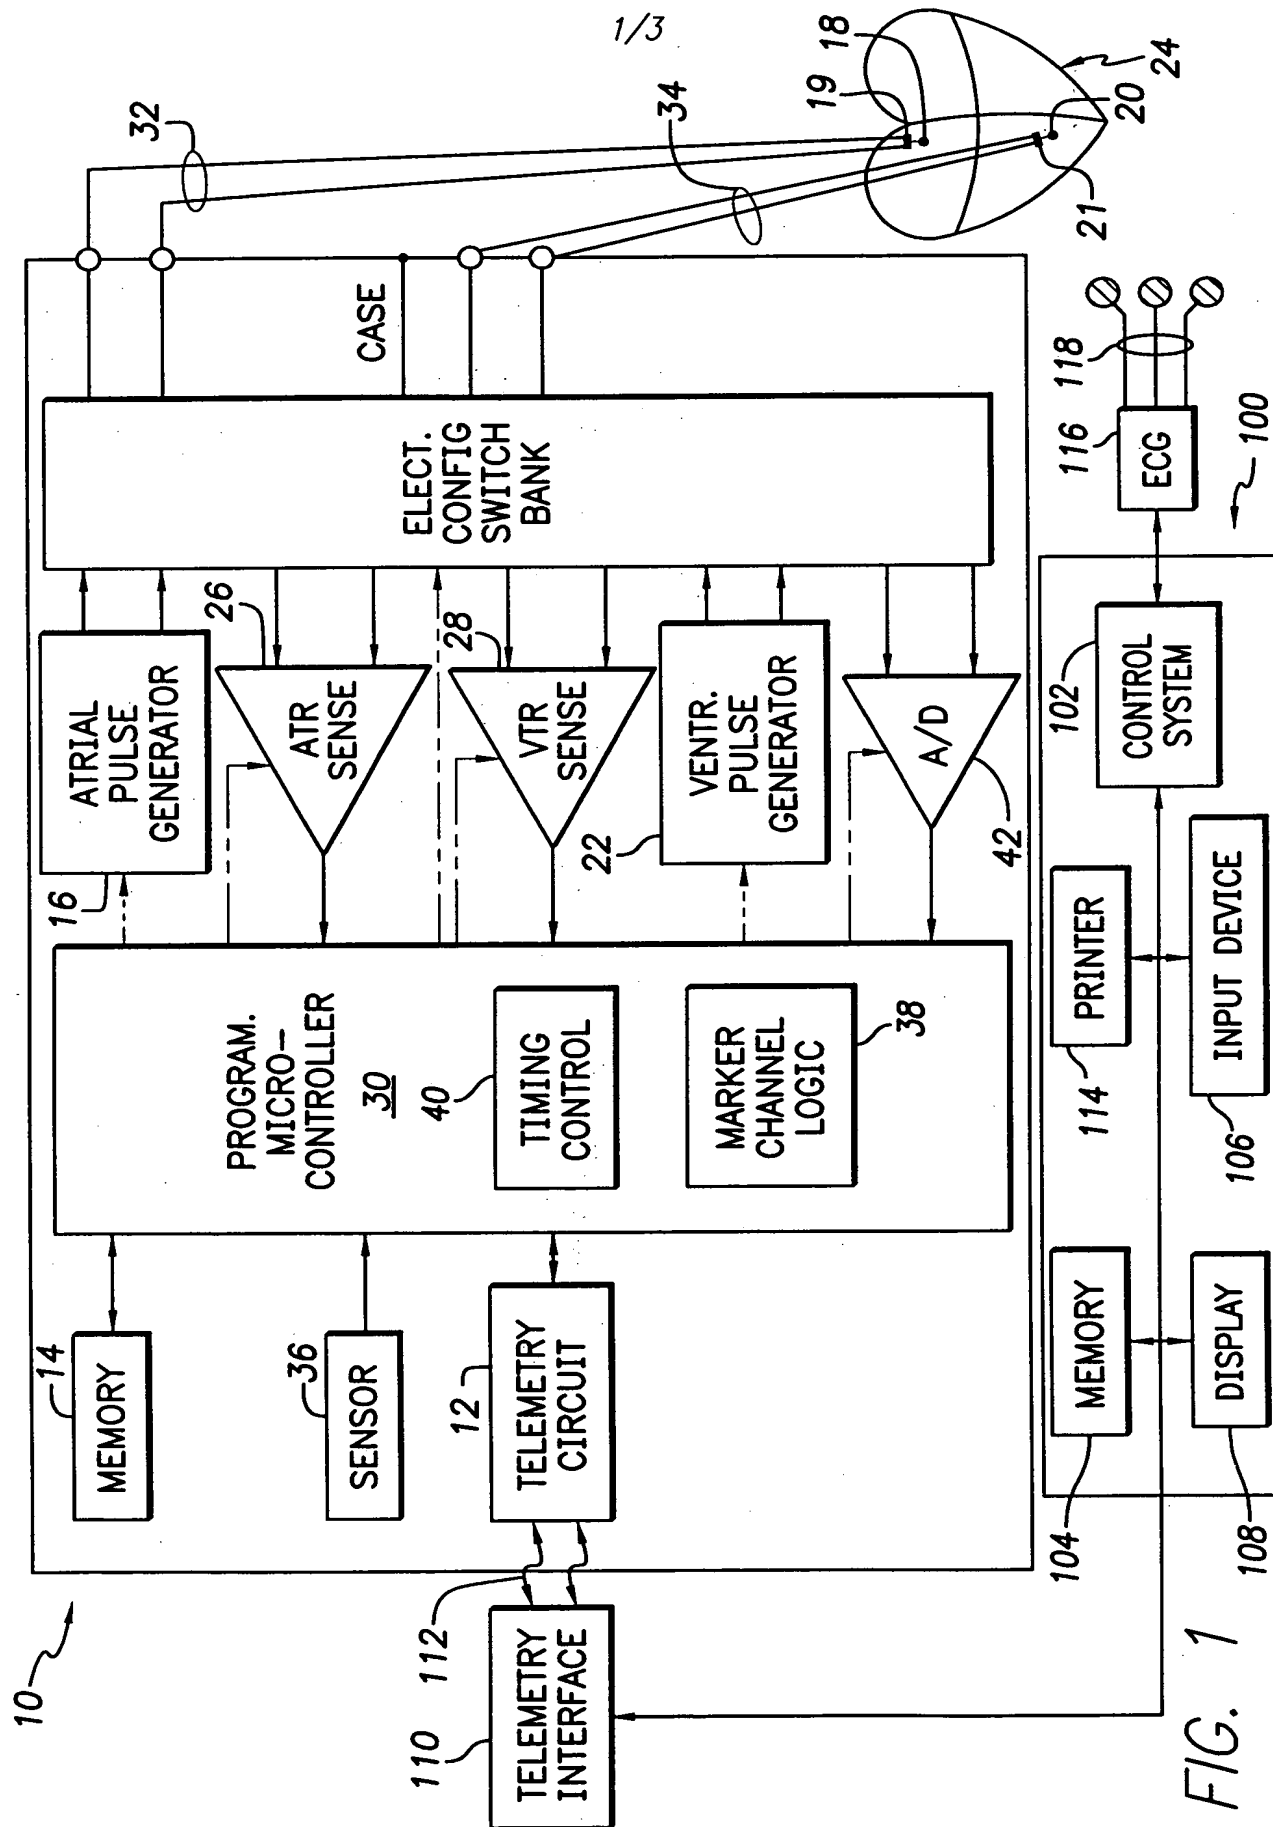 1/3
10
14
MEMORY
36
SENSOR
12
TELEMETRY
CIRCUIT
110
TELEMETRY
INTERFACE
112
PROGRAM.
MICRO-
CONTROLLER
30
40
TIMING
CONTROL
MARKER
CHANNEL
LOGIC
38
16
ATRIAL
PULSE
GENERATOR
26
ATR
SENSE
28
VTR
SENSE
22
VENTR.
PULSE
GENERATOR
A/D
42
ELECT.
CONFIG
SWITCH
BANK
CASE
32
34
19
18
21
20
24
104
MEMORY
108
DISPLAY
114
PRINTER
106
INPUT DEVICE
102
CONTROL
SYSTEM
116
ECG
118
100
FIG. 1